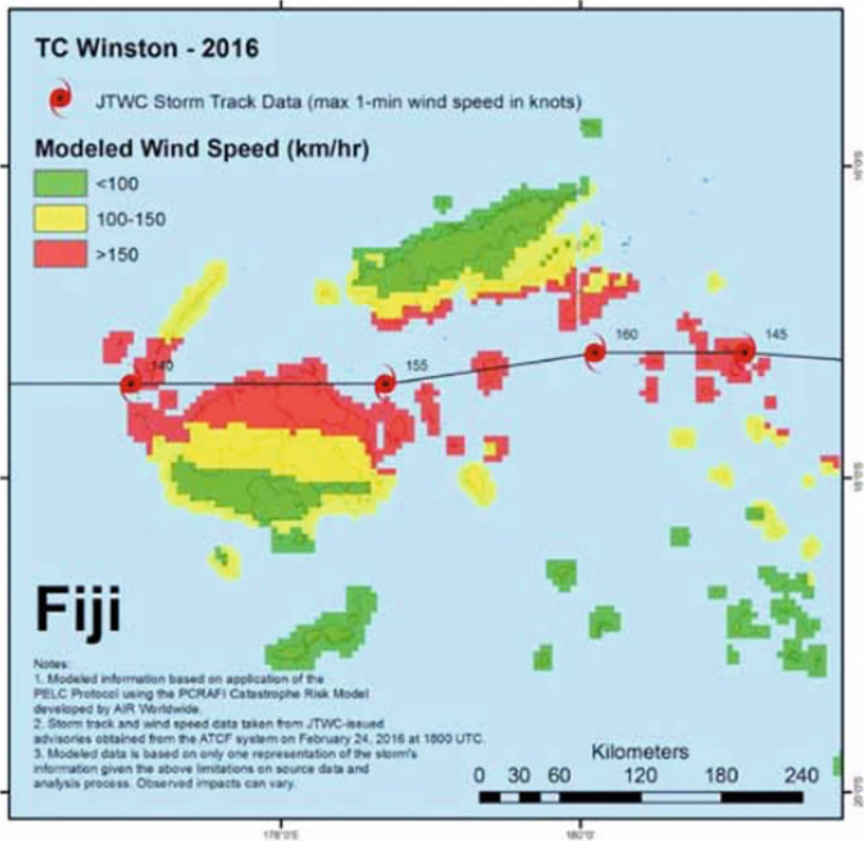 TC Winston - 2016
JTWC Storm Track Data (max 1-min wind speed in knots)
Modeled Wind Speed (km/hr)
<100
100-150
>150
160
145
140
155
Fiji
Notes:
1. Modeled information based on application of the
PELC Protocol using the PCRAFI Catastrophe Risk Model
developed by AIR Worldwide.
2. Storm track and wind speed data taken from JTWC-issued
advisories obtained from the ATCF system on February 24, 2016 at 1800 UTC.
3. Modeled data is based on only one representation of the storm's
information given the above limitations on source data and
analysis process. Observed impacts can vary.
Kilometers
0 30 60 120 180 240
178°0'E 180°0'
20°0'S